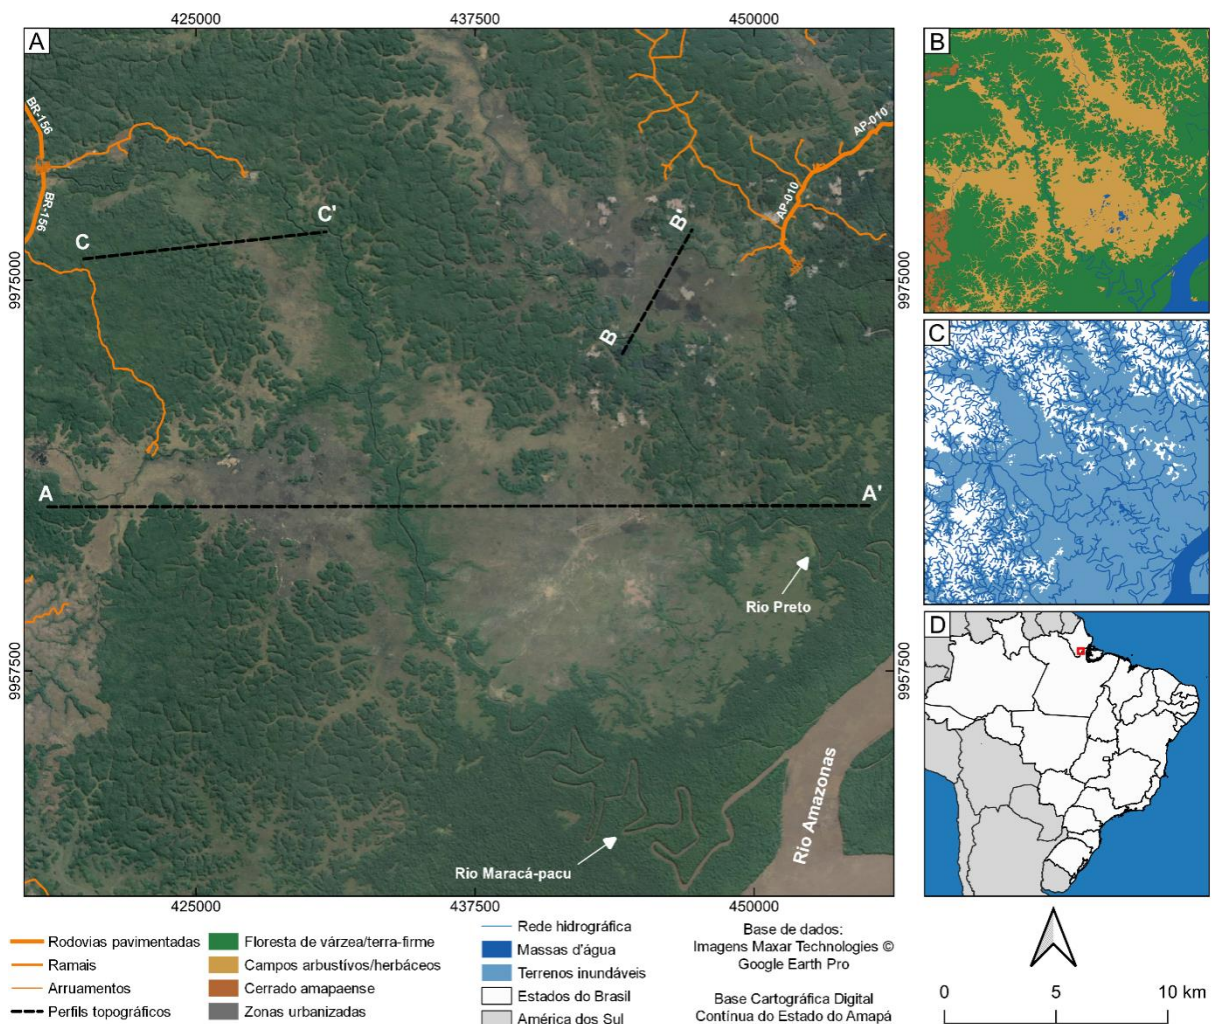 425000
437500
450000
A
BR-156
BR-156
AP-010
AP-010
C
C'
B'
B
9975000
9975000
A
A'
Rio Preto
9957500
9957500
Rio Amazonas
Rio Maracá-pacu
425000
437500
450000
B
C
D
Rodovias pavimentadas
Ramais
Arruamentos
Perfils topográficos
Floresta de várzea/terra-firme
Campos arbustívos/herbáceos
Cerrado amapaense
Zonas urbanizadas
Rede hidrográfica
Massas d'água
Terrenos inundáveis
Estados do Brasil
América dos Sul
Base de dados:
Imagens Maxar Technologies ©
Google Earth Pro
Base Cartográfica Digital
Contínua do Estado do Amapá
0 5 10 km